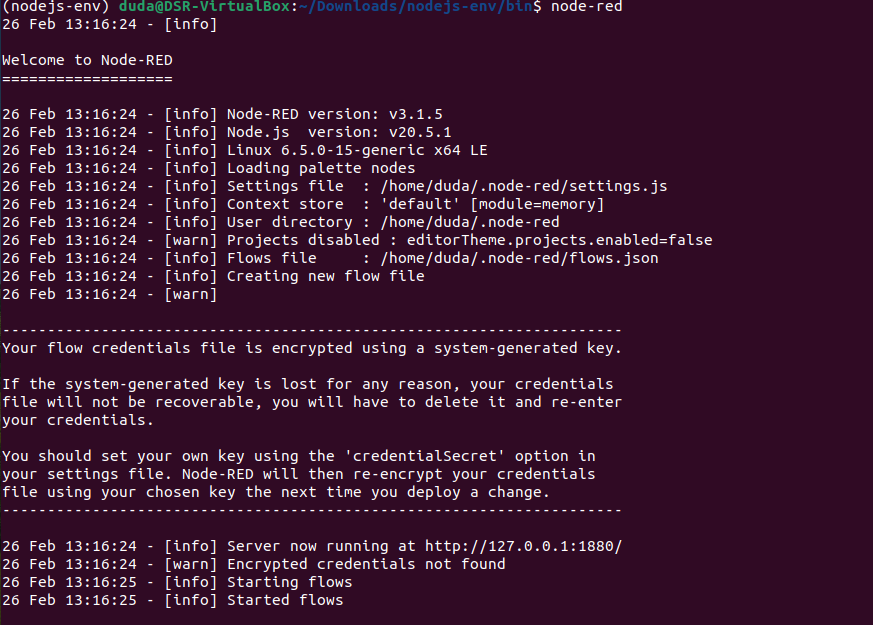 (nodejs-env) duda@DSR-VirtualBox:~/Downloads/nodejs-env/bin$ node-red
26 Feb 13:16:24 - [info]
Welcome to Node-RED
===================
26 Feb 13:16:24 - [info] Node-RED version: v3.1.5
26 Feb 13:16:24 - [info] Node.js  version: v20.5.1
26 Feb 13:16:24 - [info] Linux 6.5.0-15-generic x64 LE
26 Feb 13:16:24 - [info] Loading palette nodes
26 Feb 13:16:24 - [info] Settings file  : /home/duda/.node-red/settings.js
26 Feb 13:16:24 - [info] Context store  : 'default' [module=memory]
26 Feb 13:16:24 - [info] User directory : /home/duda/.node-red
26 Feb 13:16:24 - [warn] Projects disabled : editorTheme.projects.enabled=false
26 Feb 13:16:24 - [info] Flows file     : /home/duda/.node-red/flows.json
26 Feb 13:16:24 - [info] Creating new flow file
26 Feb 13:16:24 - [warn]
---------------------------------------------------------------------
Your flow credentials file is encrypted using a system-generated key.
If the system-generated key is lost for any reason, your credentials
file will not be recoverable, you will have to delete it and re-enter
your credentials.
You should set your own key using the 'credentialSecret' option in
your settings file. Node-RED will then re-encrypt your credentials
file using your chosen key the next time you deploy a change.
---------------------------------------------------------------------
26 Feb 13:16:24 - [info] Server now running at http://127.0.0.1:1880/
26 Feb 13:16:24 - [warn] Encrypted credentials not found
26 Feb 13:16:25 - [info] Starting flows
26 Feb 13:16:25 - [info] Started flows